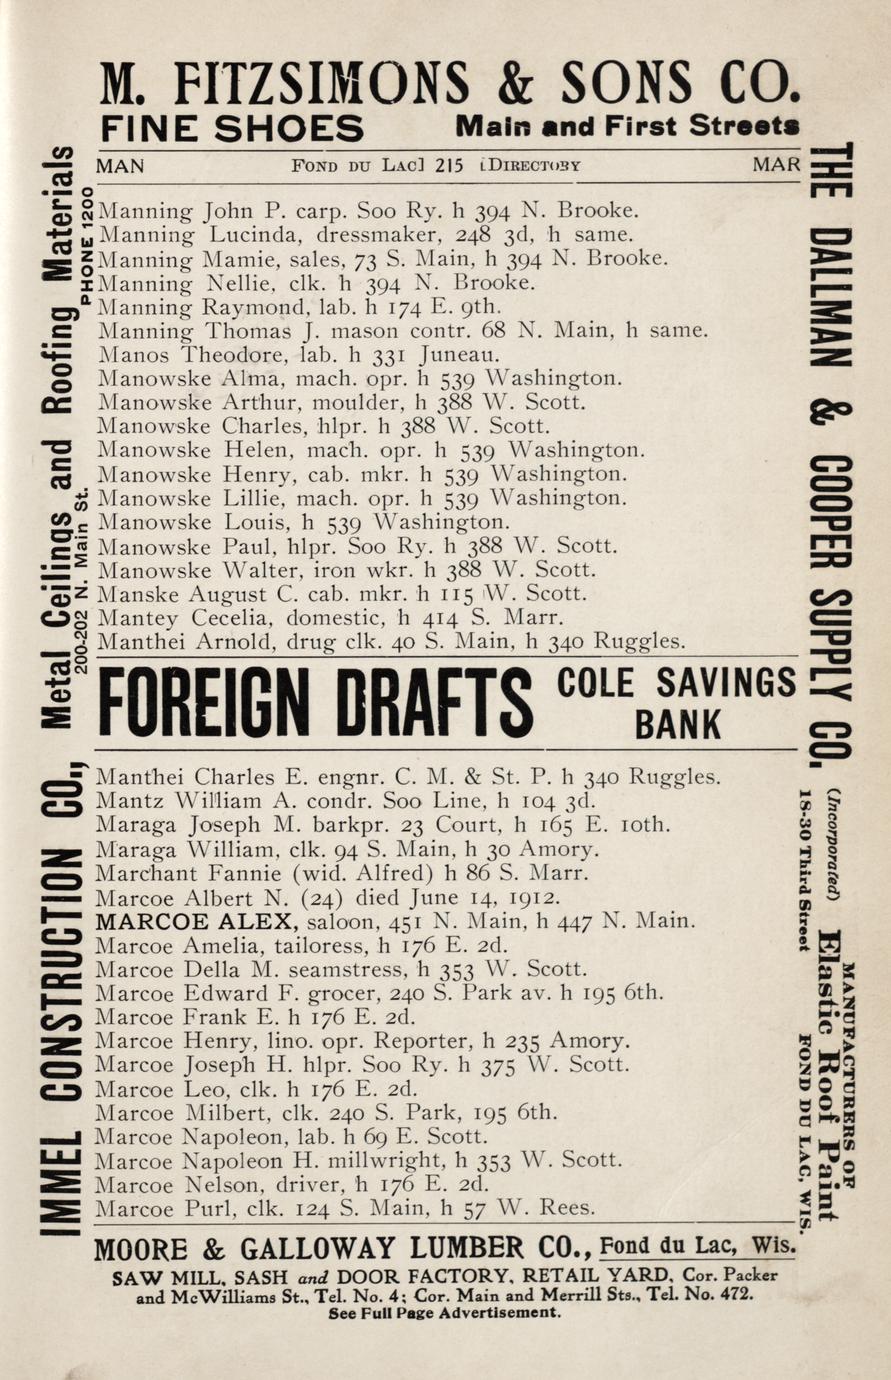 M. FITZSIMONS & SONS CO.
FINE SHOES Main and First Streets
MAN FOND DU LAC] 215 [DIRECTORY MAR
Manning John P. carp. Soo Ry. h 394 N. Brooke.
Manning Lucinda, dressmaker, 248 3d, h same.
Manning Mamie, sales, 73 S. Main, h 394 N. Brooke.
Manning Nellie, clk. h 394 N. Brooke.
Manning Raymond, lab. h 174 E. 9th.
Manning Thomas J. mason contr. 68 N. Main, h same.
Manos Theodore, lab. h 331 Juneau.
Manowske Alma, mach. opr. h 539 Washington.
Manowske Arthur, moulder, h 388 W. Scott.
Manowske Charles, hlpr. h 388 W. Scott.
Manowske Helen, mach. opr. h 539 Washington.
Manowske Henry, cab. mkr. h 539 Washington.
Manowske Lillie, mach. opr. h 539 Washington.
Manowske Louis, h 539 Washington.
Manowske Paul, hlpr. Soo Ry. h 388 W. Scott.
Manowske Walter, iron wkr. h 388 W. Scott.
Manske August C. cab. mkr. h 115 W. Scott.
Mantey Cecelia, domestic, h 414 S. Marr.
Manthei Arnold, drug clk. 40 S. Main, h 340 Ruggles.
FOREIGN DRAFTS COLE SAVINGS
BANK
Manthei Charles E. engnr. C. M. & St. P. h 340 Ruggles.
Mantz William A. condr. Soo Line, h 104 3d.
Maraga Joseph M. barkpr. 23 Court, h 165 E. 10th.
Maraga William, clk. 94 S. Main, h 30 Amory.
Marchant Fannie (wid. Alfred) h 86 S. Marr.
Marcoe Albert N. (24) died June 14, 1912.
MARCOE ALEX, saloon, 451 N. Main, h 447 N. Main.
Marcoe Amelia, tailoress, h 176 E. 2d.
Marcoe Della M. seamstress, h 353 W. Scott.
Marcoe Edward F. grocer, 240 S. Park av. h 195 6th.
Marcoe Frank E. h 176 E. 2d.
Marcoe Henry, lino. opr. Reporter, h 235 Amory.
Marcoe Joseph H. hlpr. Soo Ry. h 375 W. Scott.
Marcoe Leo, clk. h 176 E. 2d.
Marcoe Milbert, clk. 240 S. Park, 195 6th.
Marcoe Napoleon, lab. h 69 E. Scott.
Marcoe Napoleon H. millwright, h 353 W. Scott.
Marcoe Nelson, driver, h 176 E. 2d.
Marcoe Purl, clk. 124 S. Main, h 57 W. Rees.
MOORE & GALLOWAY LUMBER CO., Fond du Lac, Wis.
SAW MILL, SASH and DOOR FACTORY, RETAIL YARD, Cor. Packer
and McWilliams St., Tel. No. 4; Cor. Main and Merrill Sts., Tel. No. 472.
See Full Page Advertisement.
IMMEL CONSTRUCTION CO., Metal Ceilings and Roofing Materials
200-202 N. Main St. PHONE 1200
THE DALLMAN & COOPER SUPPLY CO.
(Incorporated)
18-30 Third Street
MANUFACTURERS OF
Elastic Roof Paint
FOND DU LAC, WIS.